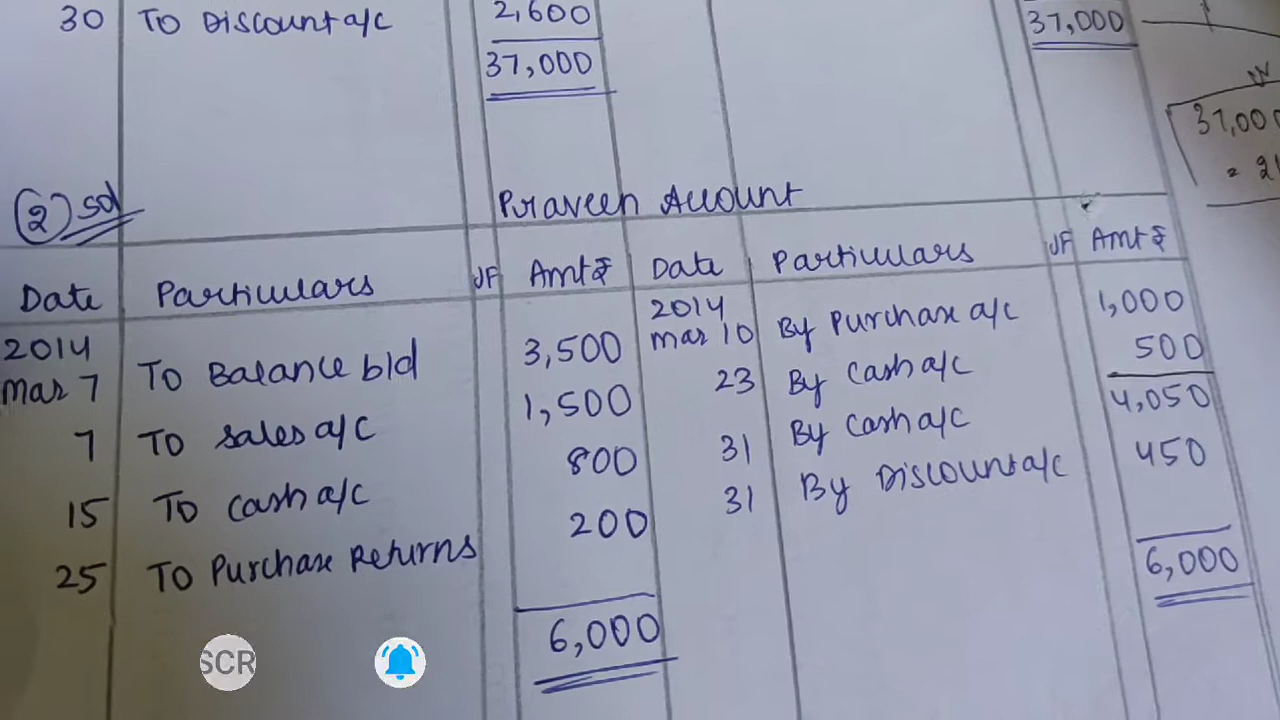 30 To Discount a/c 2,600
37,000 37,000
37,000
(2) Sol Praveen Account
Date Particulars JF Amt₹ Date Particulars JF Amt₹
2014 2014
Mar 7 To Balance b/d 3,500 Mar 10 By Purchase a/c 1,000
7 To Sales a/c 1,500 23 By Cash a/c 500
15 To Cash a/c 800 31 By Cash a/c 4,050
25 To Purchase Returns 200 31 By Discount a/c 450
6,000 6,000
SCR